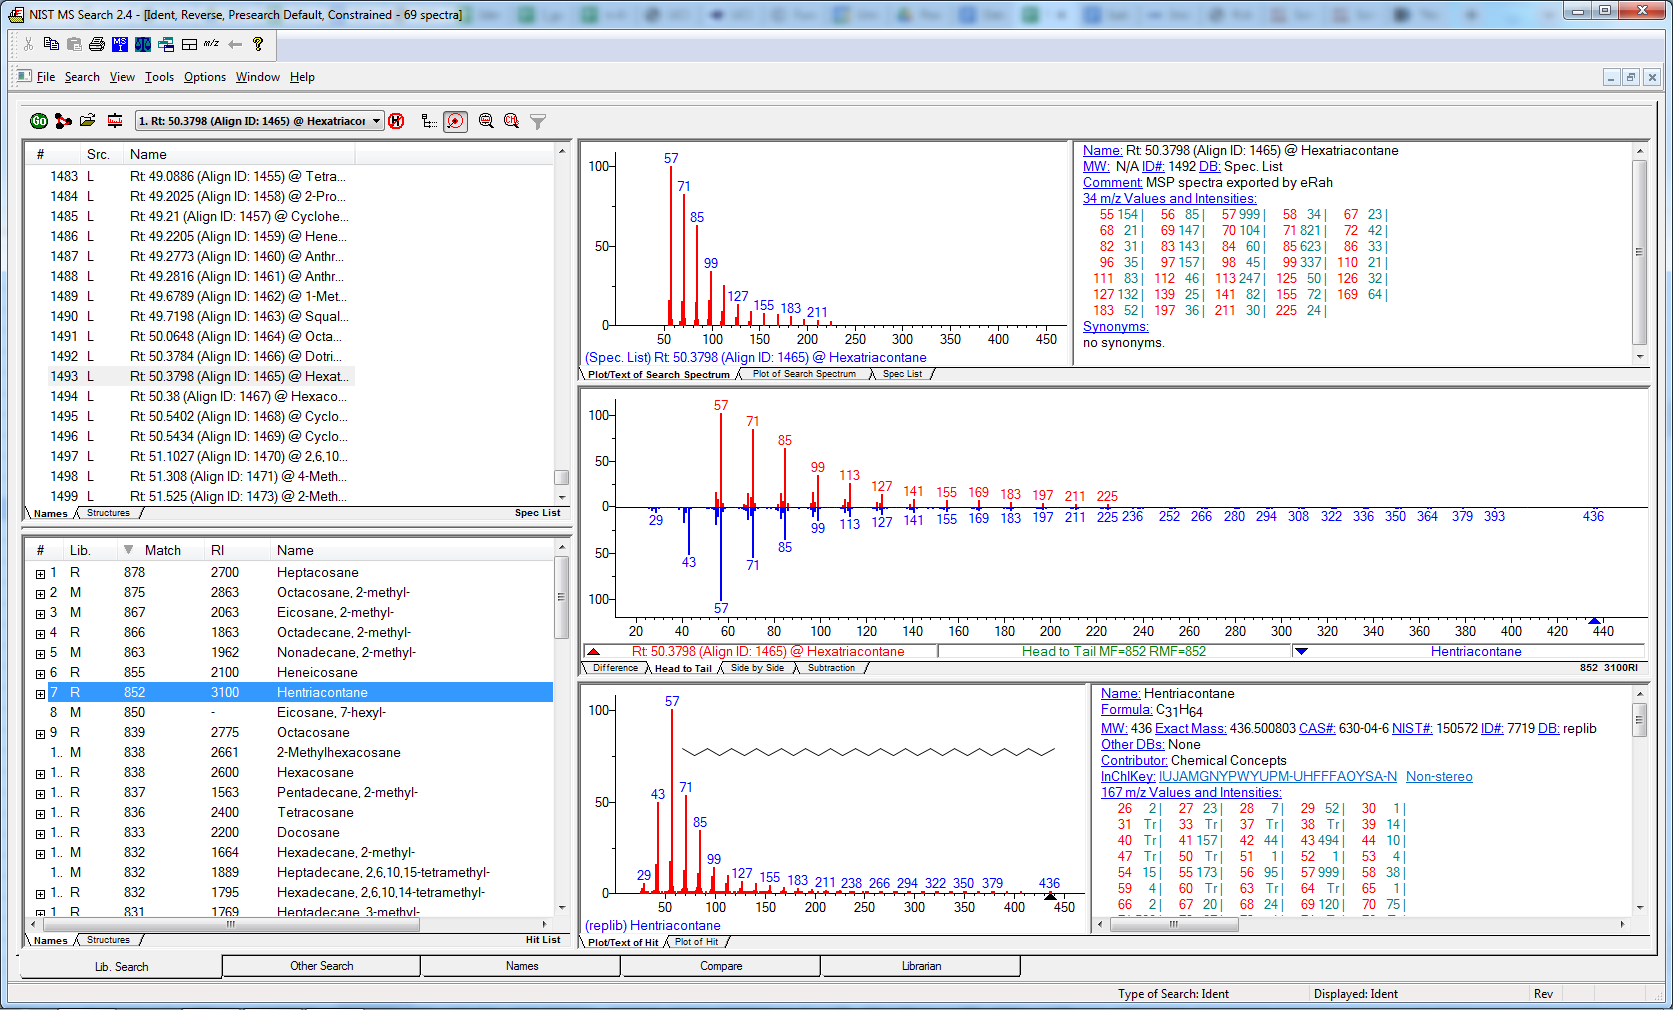 NIST MS Search 2.4 - [Ident, Reverse, Presearch Default, Constrained - 69 spectra]
MS
I
m/z
?
File Search View Tools Options Window Help
GO
1. Rt: 50.3798 (Align ID: 1465) @ Hexatriacor
# Src. Name
1483 L Rt: 49.0886 (Align ID: 1455) @ Tetra...
1484 L Rt: 49.2025 (Align ID: 1458) @ 2-Pro...
1485 L Rt: 49.21 (Align ID: 1457) @ Cyclohe...
1486 L Rt: 49.2205 (Align ID: 1459) @ Hene...
1487 L Rt: 49.2773 (Align ID: 1460) @ Anthr...
1488 L Rt: 49.2816 (Align ID: 1461) @ Anthr...
1489 L Rt: 49.6789 (Align ID: 1462) @ 1-Met...
1490 L Rt: 49.7198 (Align ID: 1463) @ Squal...
1491 L Rt: 50.0648 (Align ID: 1464) @ Octa...
1492 L Rt: 50.3784 (Align ID: 1466) @ Dotri...
1493 L Rt: 50.3798 (Align ID: 1465) @ Hexat...
1494 L Rt: 50.38 (Align ID: 1467) @ Hexaco...
1495 L Rt: 50.5402 (Align ID: 1468) @ Cyclo...
1496 L Rt: 50.5434 (Align ID: 1469) @ Cyclo...
1497 L Rt: 51.1027 (Align ID: 1470) @ 2,6,10...
1498 L Rt: 51.308 (Align ID: 1471) @ 4-Meth...
1499 L Rt: 51.525 (Align ID: 1473) @ 2-Meth...
Names Structures Spec List
# Lib. Match RI Name
1 R 878 2700 Heptacosane
2 M 875 2863 Octacosane, 2-methyl-
3 M 867 2063 Eicosane, 2-methyl-
4 R 866 1863 Octadecane, 2-methyl-
5 M 863 1962 Nonadecane, 2-methyl-
6 R 855 2100 Heneicosane
7 R 852 3100 Hentriacontane
8 M 850 - Eicosane, 7-hexyl-
9 R 839 2775 Octacosane
1.. M 838 2661 2-Methylhexacosane
1.. R 838 2600 Hexacosane
1.. R 837 1563 Pentadecane, 2-methyl-
1.. R 836 2400 Tetracosane
1.. R 833 2200 Docosane
1.. M 832 1664 Hexadecane, 2-methyl-
1.. M 832 1889 Heptadecane, 2,6,10,15-tetramethyl-
1.. R 832 1795 Hexadecane, 2,6,10,14-tetramethyl-
1.. R 831 1769 Heptadecane, 3-methyl-
Names Structures Hit List
100 50 0
57 71 85 99 127 155 183 211
50 100 150 200 250 300 350 400 450
(Spec. List) Rt: 50.3798 (Align ID: 1465) @ Hexatriacontane
Plot/Text of Search Spectrum Plot of Search Spectrum Spec List
Name: Rt: 50.3798 (Align ID: 1465) @ Hexatriacontane
MW: N/A ID#: 1492 DB: Spec. List
Comment: MSP spectra exported by eRah
34 m/z Values and Intensities:
55 154 | 56 85 | 57 999 | 58 34 | 67 23 |
68 21 | 69 147 | 70 104 | 71 821 | 72 42 |
82 31 | 83 143 | 84 60 | 85 623 | 86 33 |
96 35 | 97 157 | 98 45 | 99 337 | 110 21 |
111 83 | 112 46 | 113 247 | 125 50 | 126 32 |
127 132 | 139 25 | 141 82 | 155 72 | 169 64 |
183 52 | 197 36 | 211 30 | 225 24 |
Synonyms:
no synonyms.
100 50 0 50 100
57 71 85 99 113 127 141 155 169 183 197 211 225
29 43 57 71 85 99 113 127 141 155 169 183 197 211 225 236 252 266 280 294 308 322 336 350 364 379 393 436
20 40 60 80 100 120 140 160 180 200 220 240 260 280 300 320 340 360 380 400 420 440
Rt: 50.3798 (Align ID: 1465) @ Hexatriacontane Head to Tail MF=852 RMF=852 Hentriacontane
Difference Head to Tail Side by Side Subtraction 852 3100RI
100 50 0
29 43 57 71 85 99 127 155 183 211 238 266 294 322 350 379 436
50 100 150 200 250 300 350 400 450
(replib) Hentriacontane
Plot/Text of Hit Plot of Hit
Name: Hentriacontane
Formula: C31H64
MW: 436 Exact Mass: 436.500803 CAS#: 630-04-6 NIST#: 150572 ID#: 7719 DB: replib
Other DBs: None
Contributor: Chemical Concepts
InChIKey: IUJAMGNYPWYUPM-UHFFFAOYSA-N Non-stereo
167 m/z Values and Intensities:
26 2 | 27 23 | 28 7 | 29 52 | 30 1 |
31 Tr | 33 Tr | 37 Tr | 38 Tr | 39 14 |
40 Tr | 41 157 | 42 44 | 43 494 | 44 10 |
47 Tr | 50 Tr | 51 1 | 52 1 | 53 4 |
54 15 | 55 173 | 56 95 | 57 999 | 58 38 |
59 4 | 60 Tr | 63 Tr | 64 Tr | 65 1 |
66 2 | 67 20 | 68 24 | 69 120 | 70 75 |
Lib. Search Other Search Names Compare Librarian
Type of Search: Ident Displayed: Ident Rev